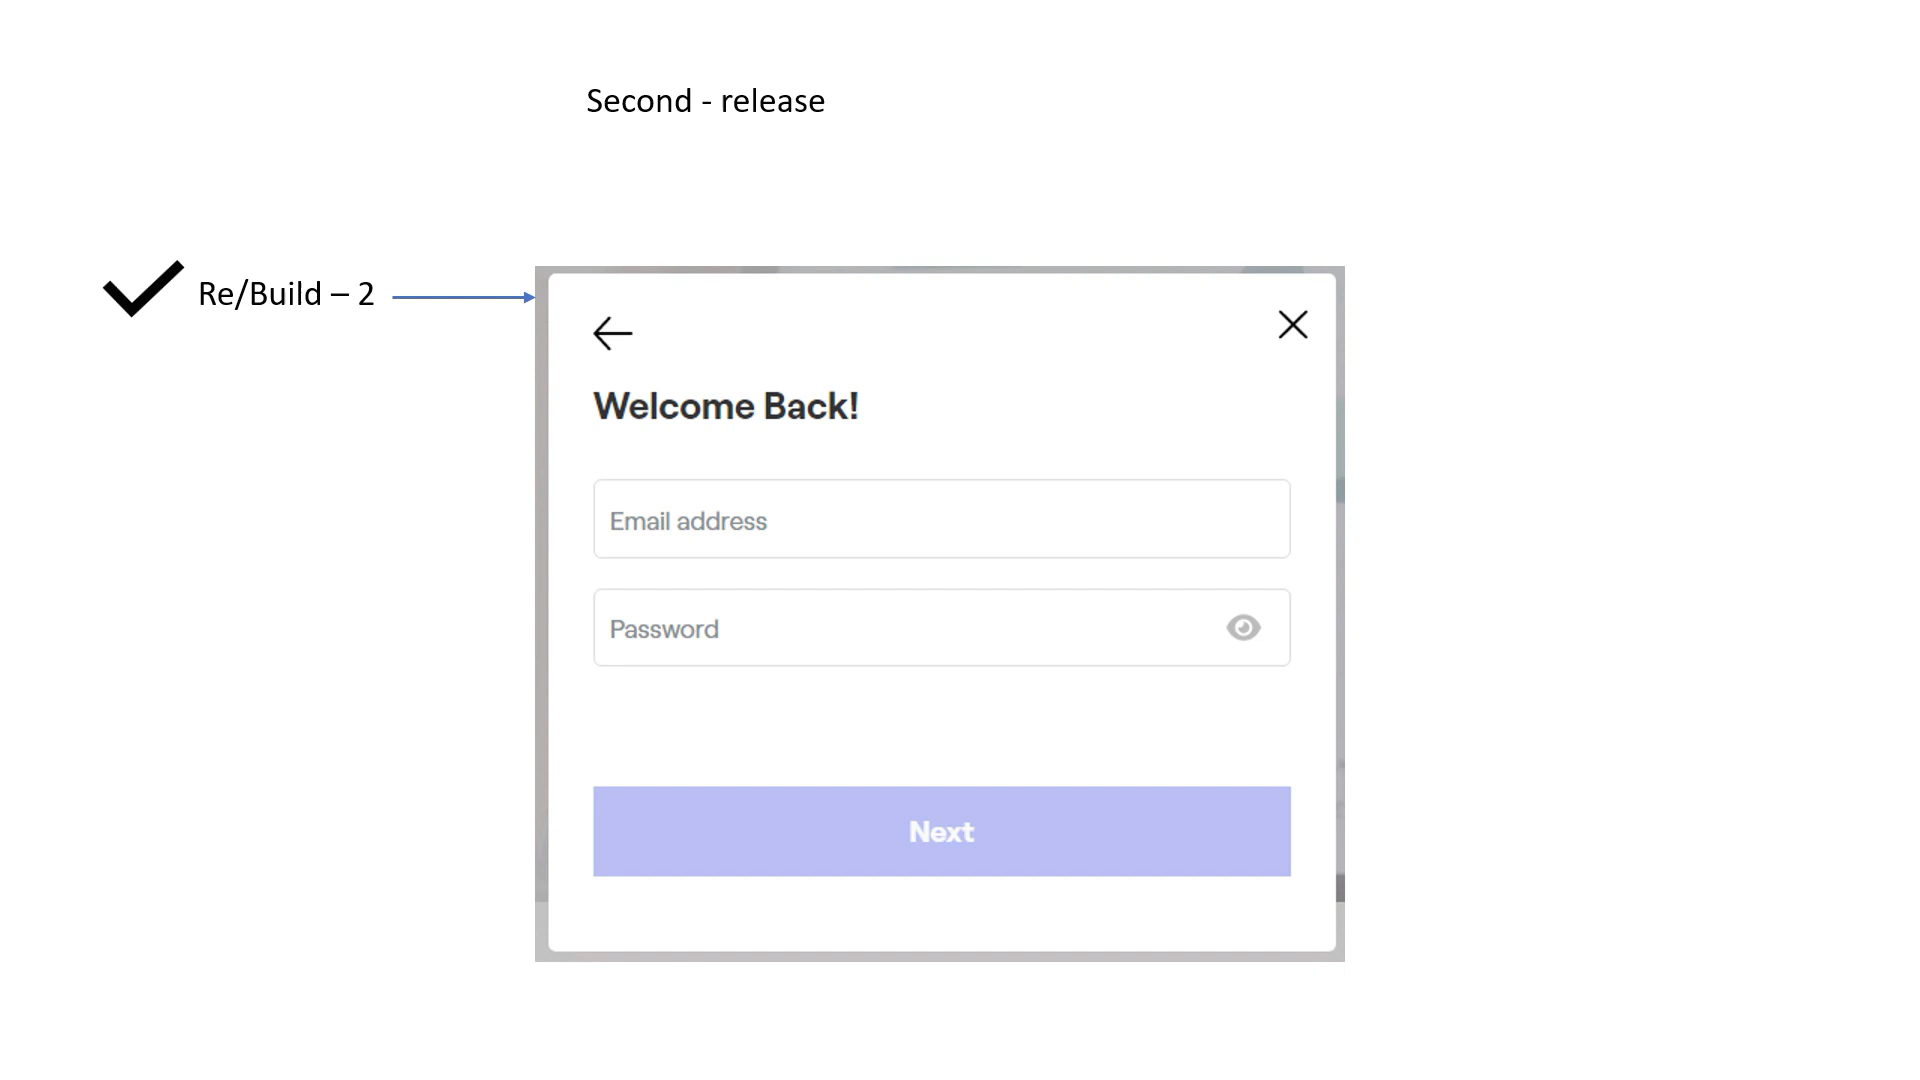 Second - release
Re/Build – 2
Welcome Back!
Email address
Password
Next